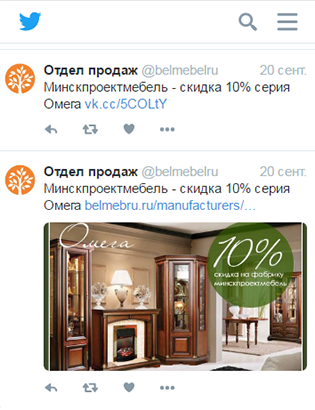 Отдел продаж @belmebelru 20 сент.
Минскпроектмебель - скидка 10% серия
Омега vk.cc/5COLtY
Отдел продаж @belmebelru 20 сент.
Минскпроектмебель - скидка 10% серия
Омега belmebru.ru/manufacturers/…
Омега
10%
скидка на фабрику
минскпроектмебель